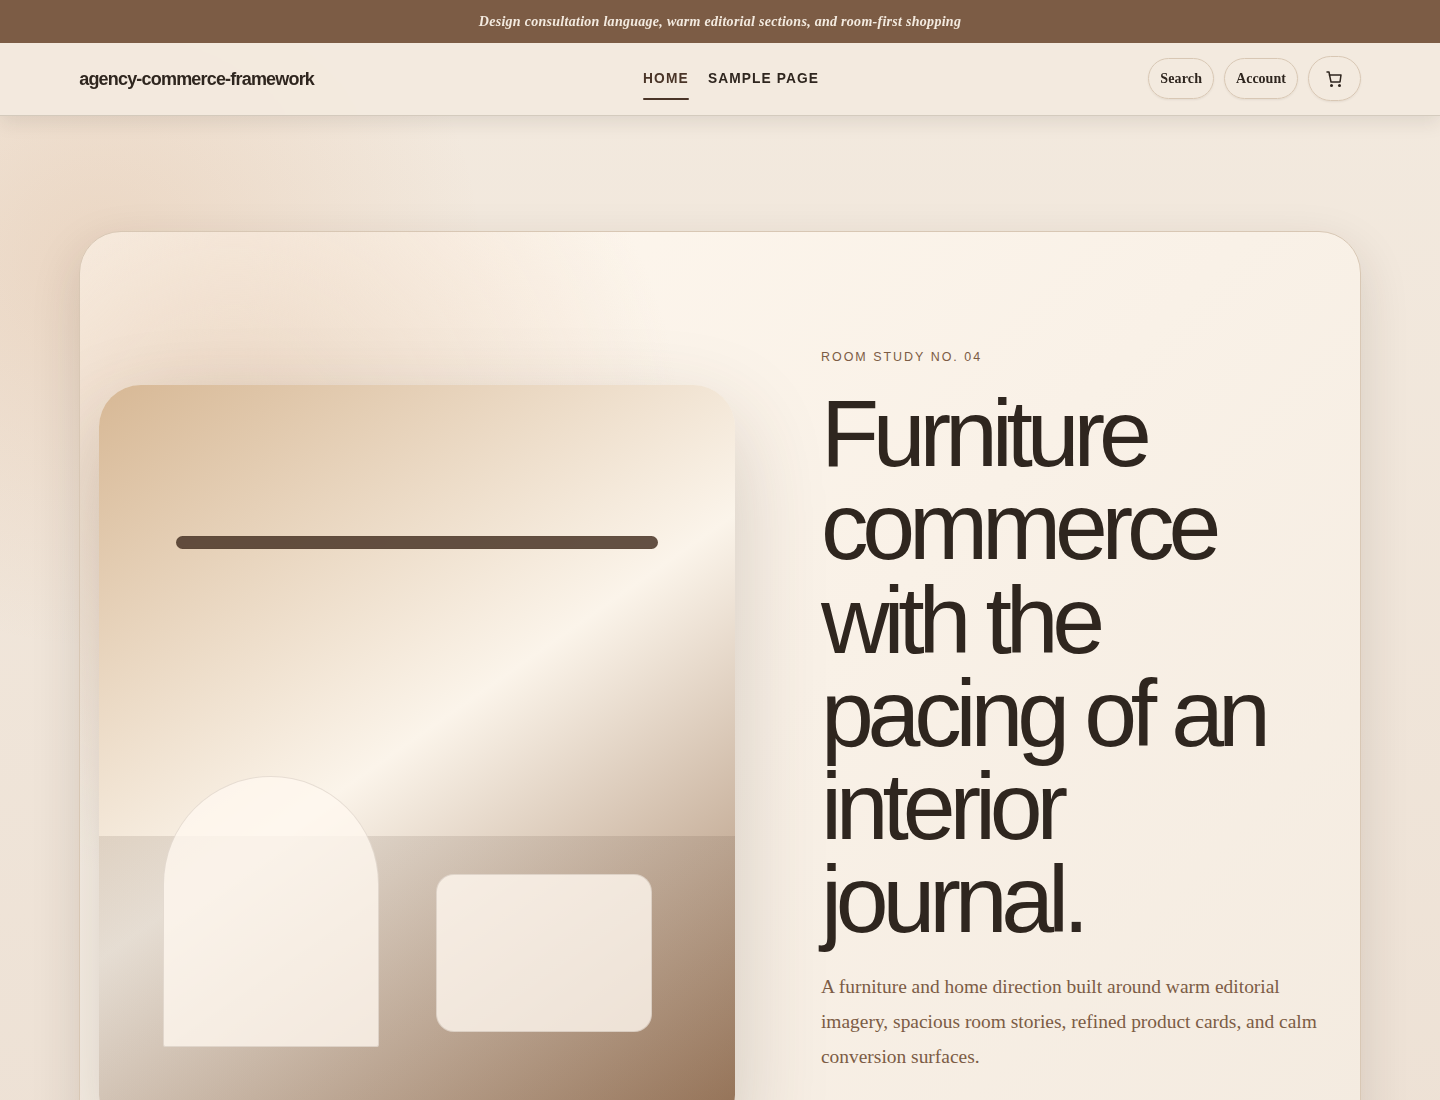 Design consultation language, warm editorial sections, and room-first shopping
agency-commerce-framework
HOME
SAMPLE PAGE
Search
Account
ROOM STUDY NO. 04
Furniture
commerce
with the
pacing of an
interior
journal.
A furniture and home direction built around warm editorial
imagery, spacious room stories, refined product cards, and calm
conversion surfaces.